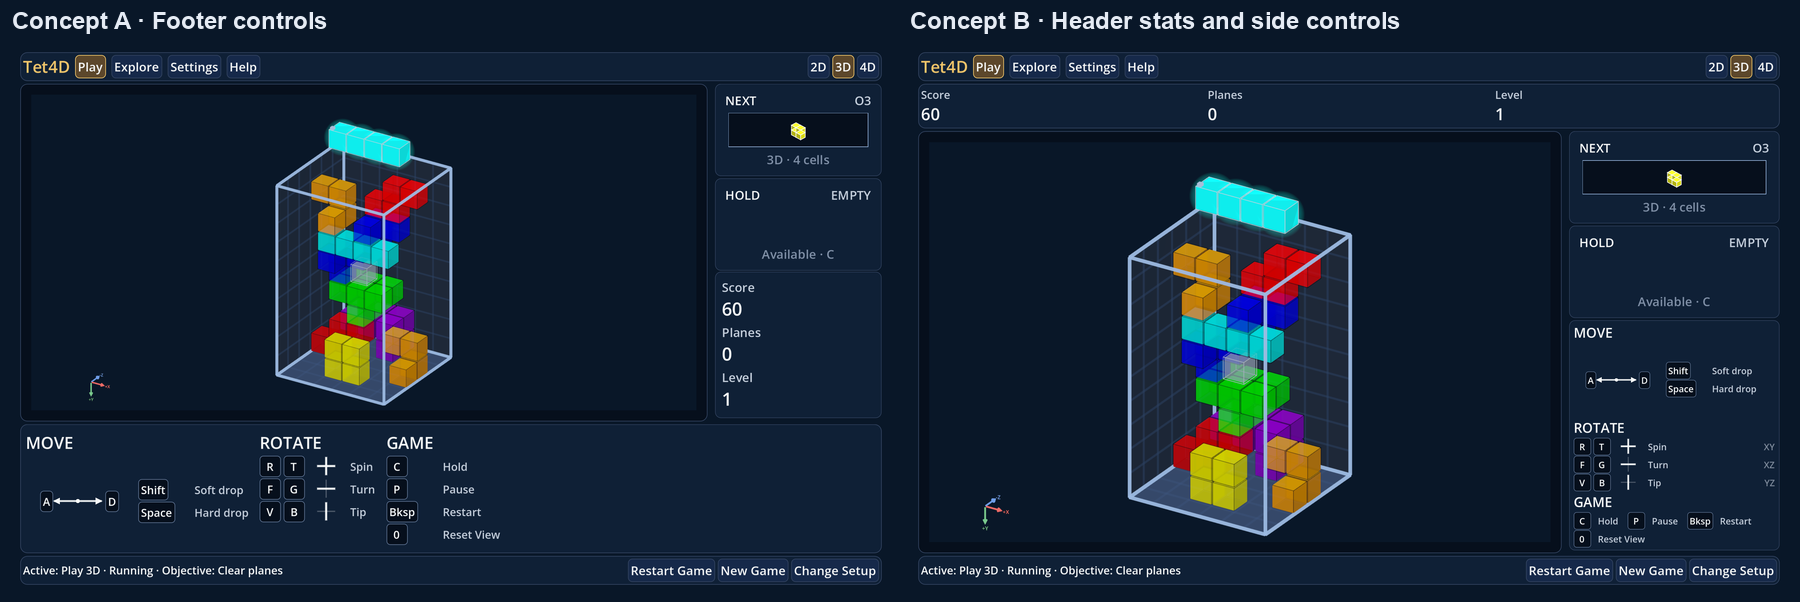 Concept A · Footer controls
Tet4D Play Explore Settings Help 2D 3D 4D
NEXT O3
3D · 4 cells
HOLD EMPTY
Available · C
Score
60
Planes
0
Level
1
MOVE
A D
Shift Soft drop
Space Hard drop
ROTATE
R T Spin
F G Turn
V B Tip
GAME
C Hold
P Pause
Bksp Restart
0 Reset View
Active: Play 3D · Running · Objective: Clear planes Restart Game New Game Change Setup
Concept B · Header stats and side controls
Tet4D Play Explore Settings Help 2D 3D 4D
Score Planes Level
60 0 1
NEXT O3
3D · 4 cells
HOLD EMPTY
Available · C
MOVE
A D
Shift Soft drop
Space Hard drop
ROTATE
R T Spin XY
F G Turn XZ
V B Tip YZ
GAME
C Hold P Pause Bksp Restart
0 Reset View
Active: Play 3D · Running · Objective: Clear planes Restart Game New Game Change Setup